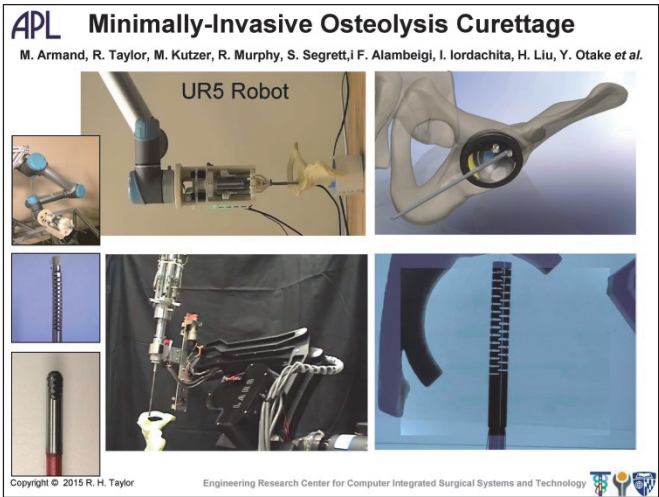 APL Minimally-Invasive Osteolysis Curettage
M. Armand, R. Taylor, M. Kutzer, R. Murphy, S. Segrett,i F. Alambeigi, I. Iordachita, H. Liu, Y. Otake et al.
UR5 Robot
LARS
Copyright © 2015 R. H. Taylor
Engineering Research Center for Computer Integrated Surgical Systems and Technology